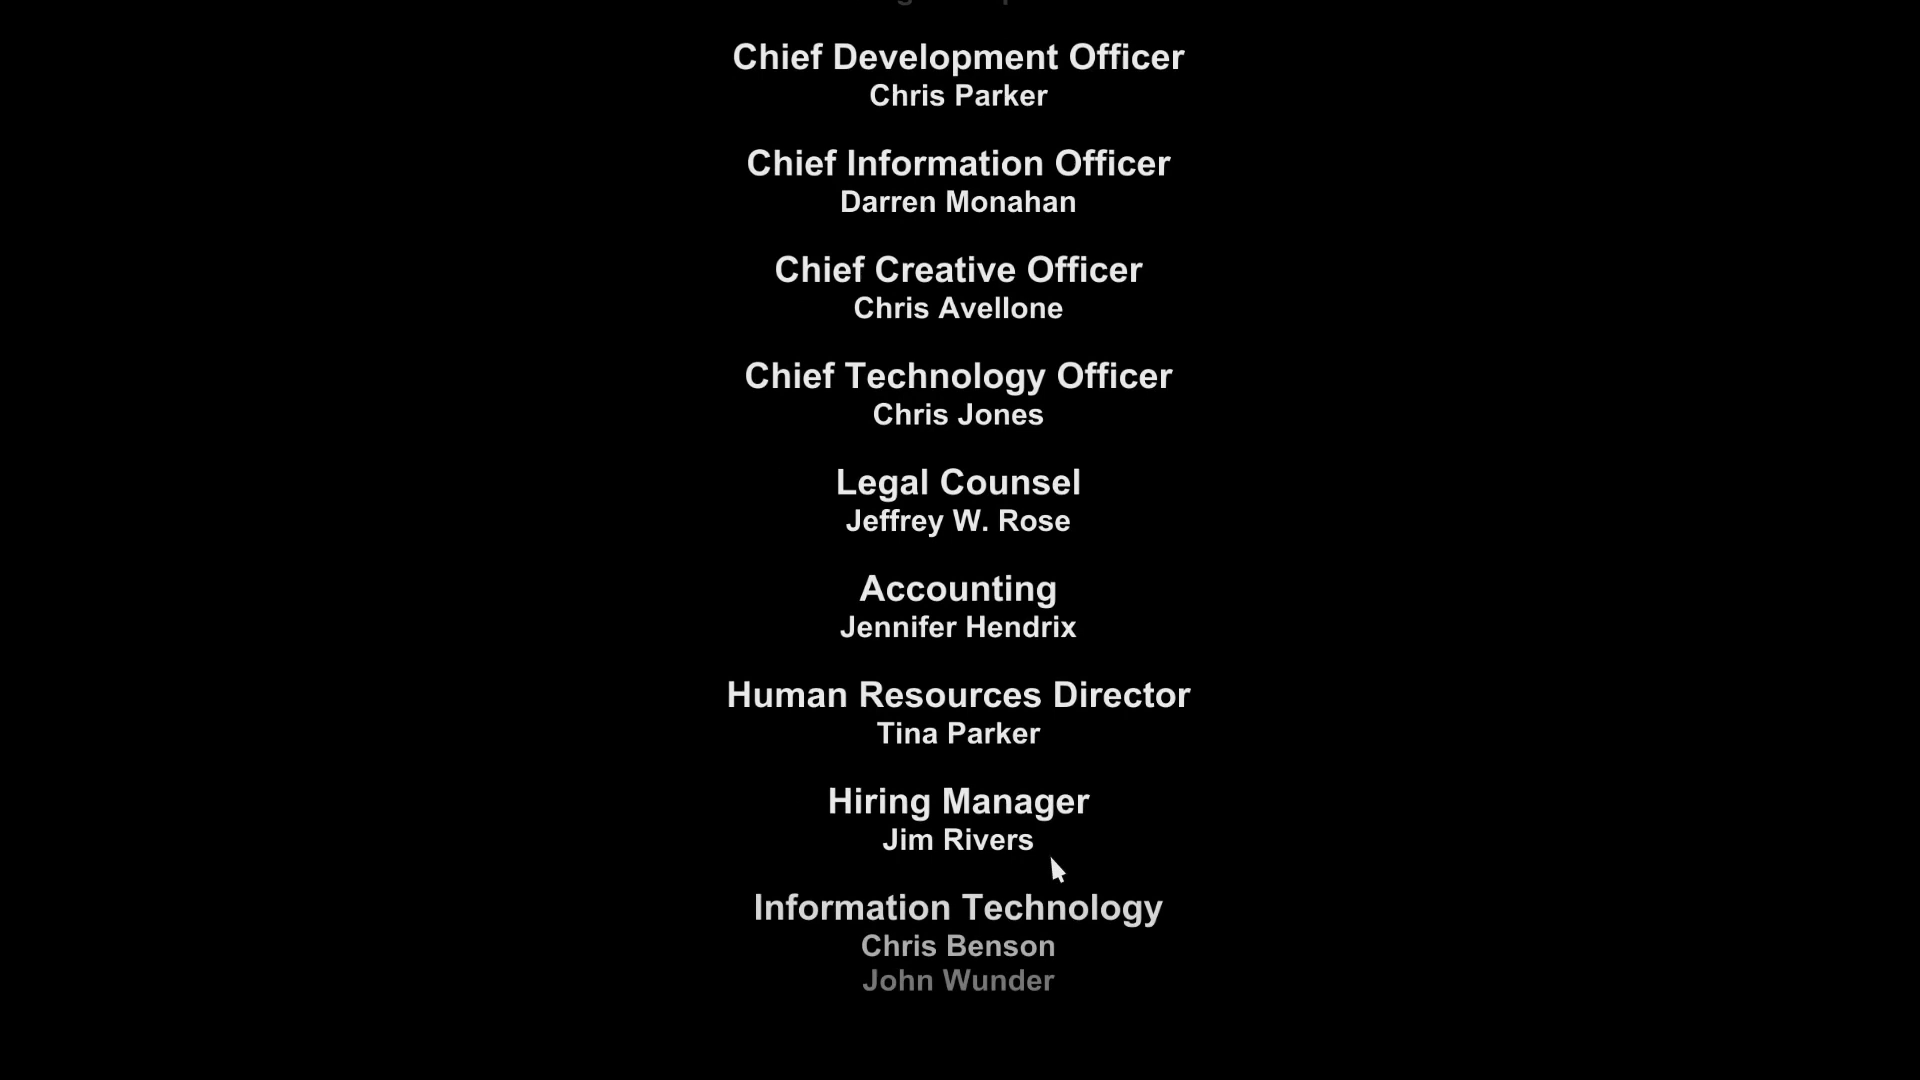 Chief Development Officer
Chris Parker
Chief Information Officer
Darren Monahan
Chief Creative Officer
Chris Avellone
Chief Technology Officer
Chris Jones
Legal Counsel
Jeffrey W. Rose
Accounting
Jennifer Hendrix
Human Resources Director
Tina Parker
Hiring Manager
Jim Rivers
Information Technology
Chris Benson
John Wunder